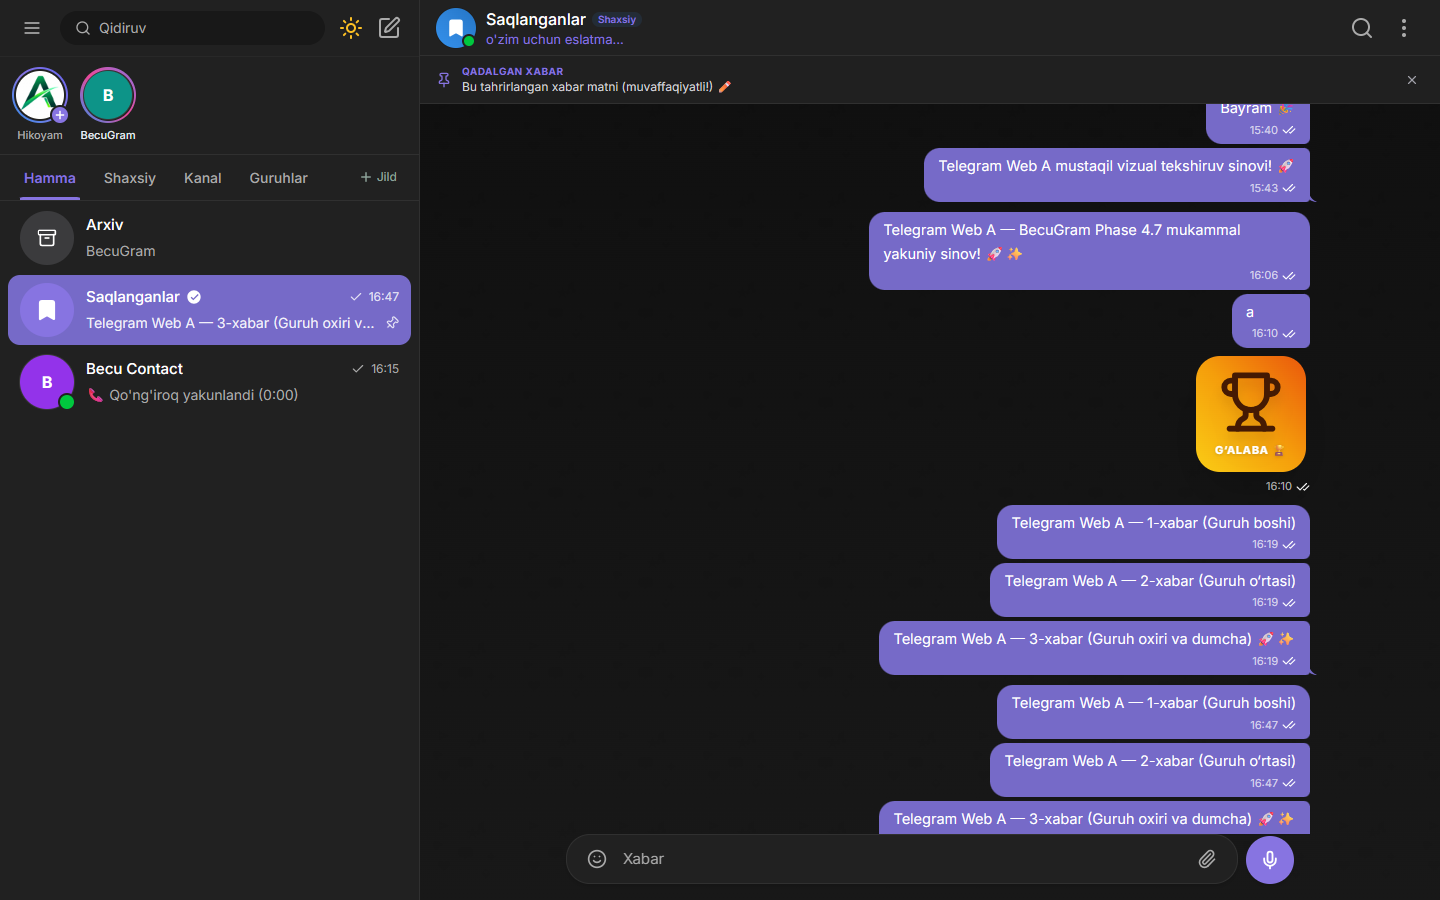 Qidiruv
Hikoyam
B
BecuGram
Hamma
Shaxsiy
Kanal
Guruhlar
+ Jild
Arxiv
BecuGram
Saqlanganlar
16:47
Telegram Web A — 3-xabar (Guruh oxiri v...
B
Becu Contact
16:15
Qo'ng'iroq yakunlandi (0:00)
Saqlanganlar Shaxsiy
o'zim uchun eslatma...
QADALGAN XABAR
Bu tahrirlangan xabar matni (muvaffaqiyatli!)
Bayram
15:40
Telegram Web A mustaqil vizual tekshiruv sinovi! 🚀
15:43
Telegram Web A — BecuGram Phase 4.7 mukammal
yakuniy sinov! 🚀 ✨
16:06
a
16:10
G‘ALABA
16:10
Telegram Web A — 1-xabar (Guruh boshi)
16:19
Telegram Web A — 2-xabar (Guruh o‘rtasi)
16:19
Telegram Web A — 3-xabar (Guruh oxiri va dumcha) 🚀 ✨
16:19
Telegram Web A — 1-xabar (Guruh boshi)
16:47
Telegram Web A — 2-xabar (Guruh o‘rtasi)
16:47
Telegram Web A — 3-xabar (Guruh oxiri va dumcha) 🚀 ✨
Xabar